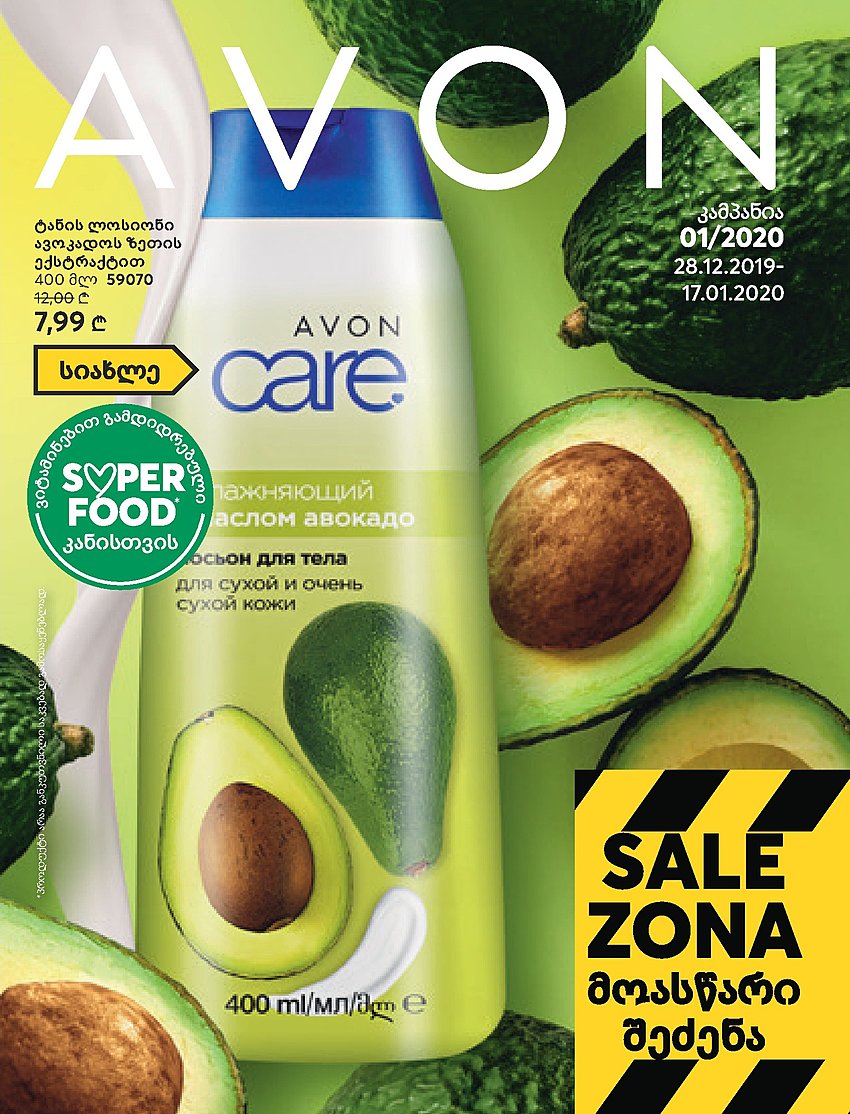 AVON
ტანის ლოსიონი
ავოკადოს ზეთის
ექსტრაქტით
400 მლ 59070
12,00 ₾
7,99 ₾
სიახლე
ვიტამინებით გამდიდრებული
SUPER
FOOD*
კანისთვის
კამპანია
01/2020
28.12.2019-
17.01.2020
AVON
care
лажняющий
аслом авокадо
лосьон для тела
для сухой и очень
сухой кожи
400 ml/мл/მლ e
SALE
ZONA
მოასწარი
შეძენა